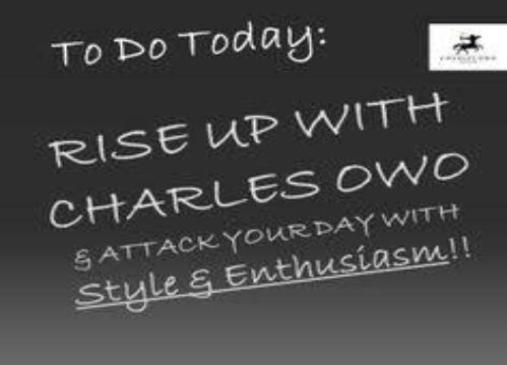 To Do Today:
RISE UP WITH
CHARLES OWO
& ATTACK YOUR DAY WITH
Style & Enthusiasm!!